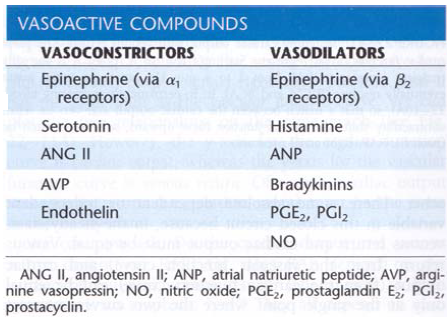 VASOACTIVE COMPOUNDS
VASOCONSTRICTORS VASODILATORS
Epinephrine (via α₁ receptors) Epinephrine (via β₂ receptors)
Serotonin Histamine
ANG II ANP
AVP Bradykinins
Endothelin PGE₂, PGI₂
NO
ANG II, angiotensin II; ANP, atrial natriuretic peptide; AVP, argi-
nine vasopressin; NO, nitric oxide; PGE₂, prostaglandin E₂; PGI₂,
prostacyclin.